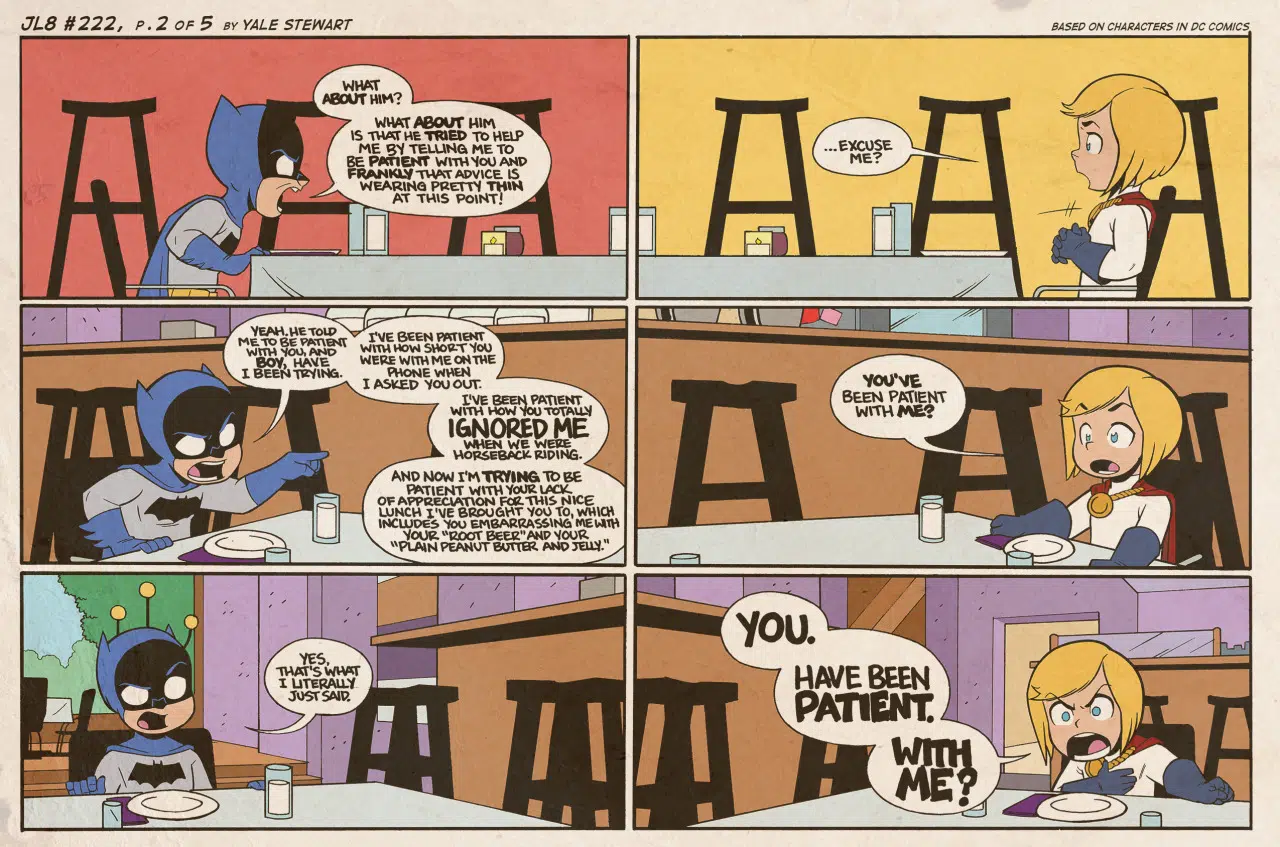 JL8 #222, P. 2 OF 5 BY YALE STEWART
BASED ON CHARACTERS IN DC COMICS
WHAT
ABOUT HIM?
WHAT ABOUT HIM
IS THAT HE TRIED TO HELP
ME BY TELLING ME TO
BE PATIENT WITH YOU AND
FRANKLY THAT ADVICE IS
WEARING PRETTY THIN
AT THIS POINT!
...EXCUSE
ME?
YEAH. HE TOLD
ME TO BE PATIENT
WITH YOU, AND
BOY, HAVE
I BEEN TRYING.
I'VE BEEN PATIENT
WITH HOW SHORT YOU
WERE WITH ME ON THE
PHONE WHEN
I ASKED YOU OUT.
I'VE BEEN PATIENT
WITH HOW YOU TOTALLY
IGNORED ME
WHEN WE WERE
HORSEBACK RIDING.
AND NOW I'M TRYING TO BE
PATIENT WITH YOUR LACK
OF APPRECIATION FOR THIS NICE
LUNCH I'VE BROUGHT YOU TO, WHICH
INCLUDES YOU EMBARRASSING ME WITH
YOUR "ROOT BEER" AND YOUR
"PLAIN PEANUT BUTTER AND JELLY."
YOU'VE
BEEN PATIENT
WITH ME?
YES,
THAT'S WHAT
I LITERALLY
JUST SAID.
YOU.
HAVE BEEN
PATIENT.
WITH
ME?